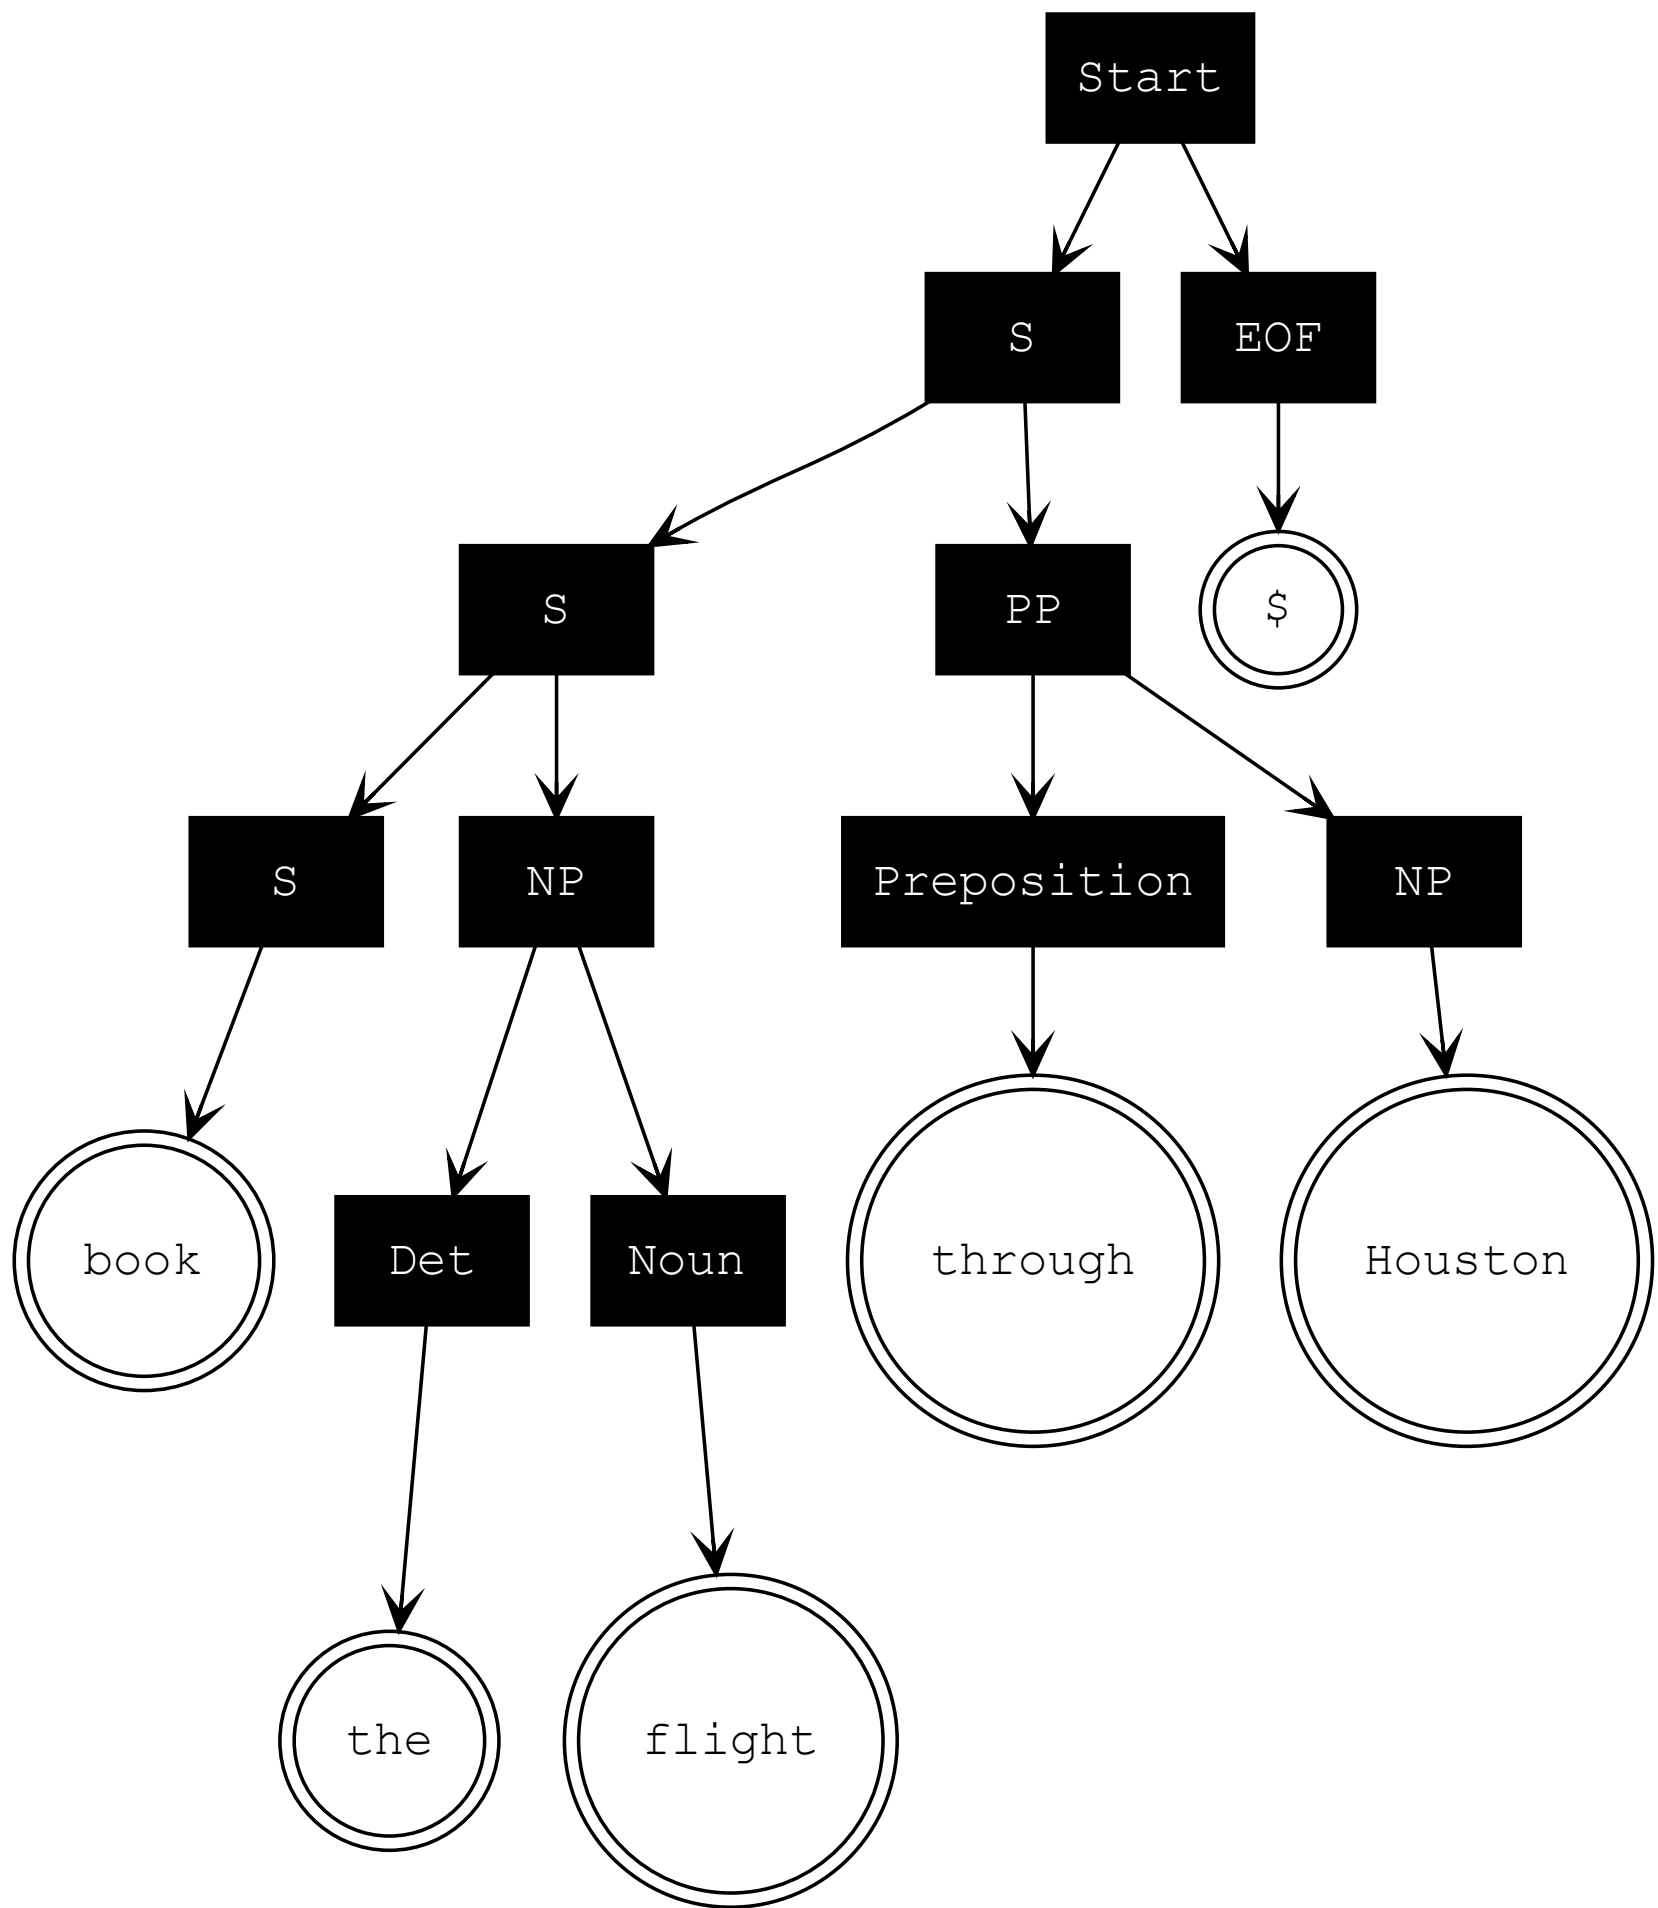 Start
S EOF
S PP $
S NP Preposition NP
book Det Noun through Houston
the flight